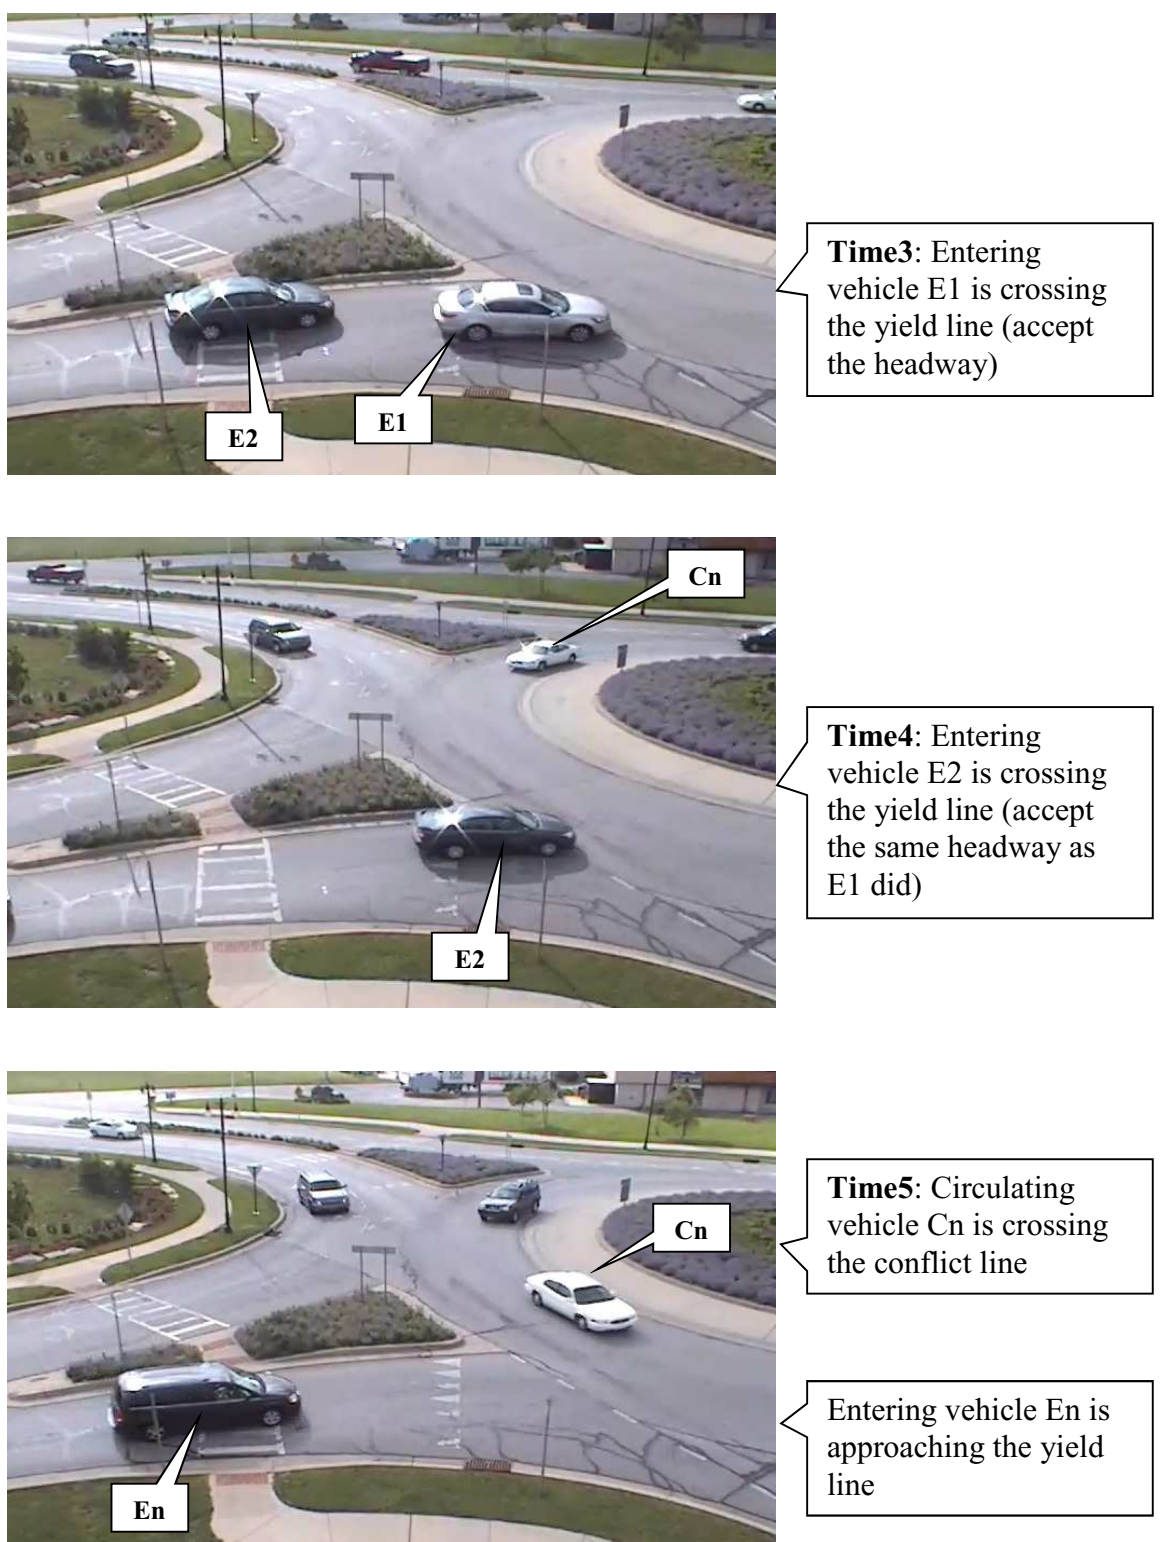 Time3: Entering
vehicle E1 is crossing
the yield line (accept
the headway)
E2
E1
Cn
Time4: Entering
vehicle E2 is crossing
the yield line (accept
the same headway as
E1 did)
E2
Time5: Circulating
vehicle Cn is crossing
the conflict line
Cn
Entering vehicle En is
approaching the yield
line
En